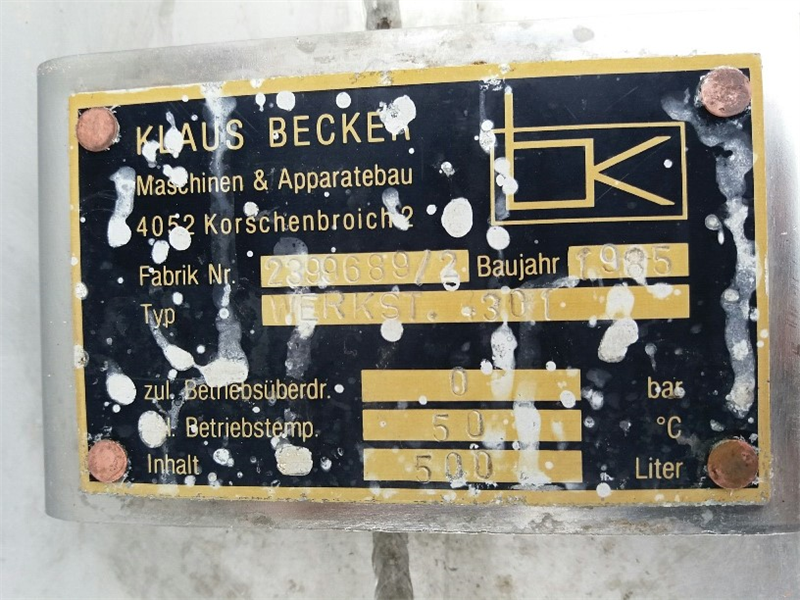 KLAUS BECKER
Maschinen & Apparatebau
4052 Korschenbroich 2
Fabrik Nr. 2399689/2 Baujahr 1985
Typ WERKST. 301
zul. Betriebsüberdr. 0 bar
zul. Betriebstemp. 50 °C
Inhalt 500 Liter